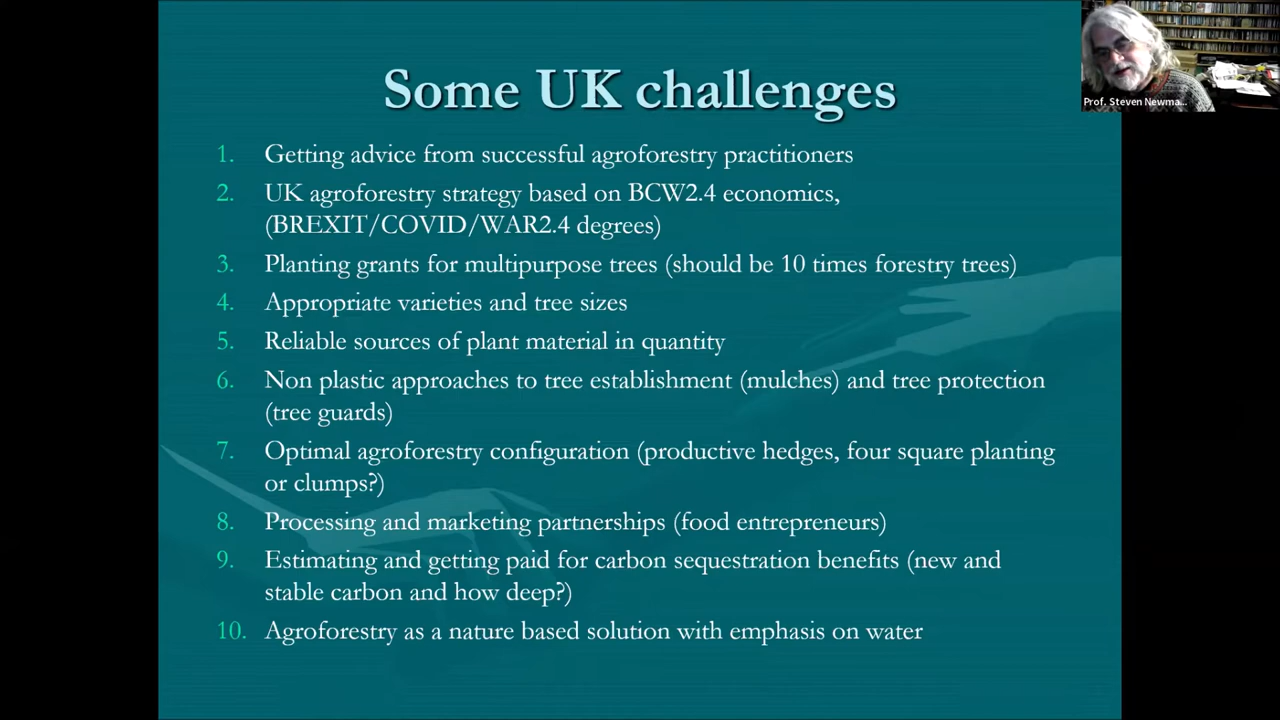 Some UK challenges
Prof. Steven Newma...
1. Getting advice from successful agroforestry practitioners
2. UK agroforestry strategy based on BCW2.4 economics,
(BREXIT/COVID/WAR2.4 degrees)
3. Planting grants for multipurpose trees (should be 10 times forestry trees)
4. Appropriate varieties and tree sizes
5. Reliable sources of plant material in quantity
6. Non plastic approaches to tree establishment (mulches) and tree protection
(tree guards)
7. Optimal agroforestry configuration (productive hedges, four square planting
or clumps?)
8. Processing and marketing partnerships (food entrepreneurs)
9. Estimating and getting paid for carbon sequestration benefits (new and
stable carbon and how deep?)
10. Agroforestry as a nature based solution with emphasis on water